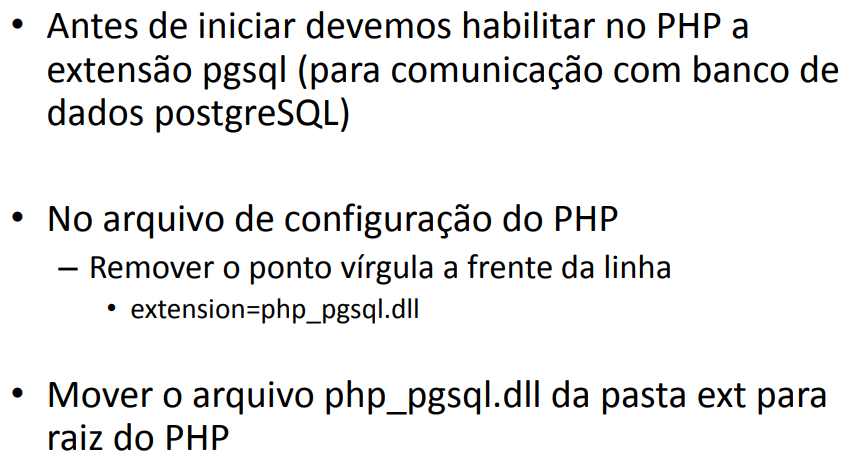 • Antes de iniciar devemos habilitar no PHP a
extensão pgsql (para comunicação com banco de
dados postgreSQL)
• No arquivo de configuração do PHP
– Remover o ponto vírgula a frente da linha
• extension=php_pgsql.dll
• Mover o arquivo php_pgsql.dll da pasta ext para
raiz do PHP